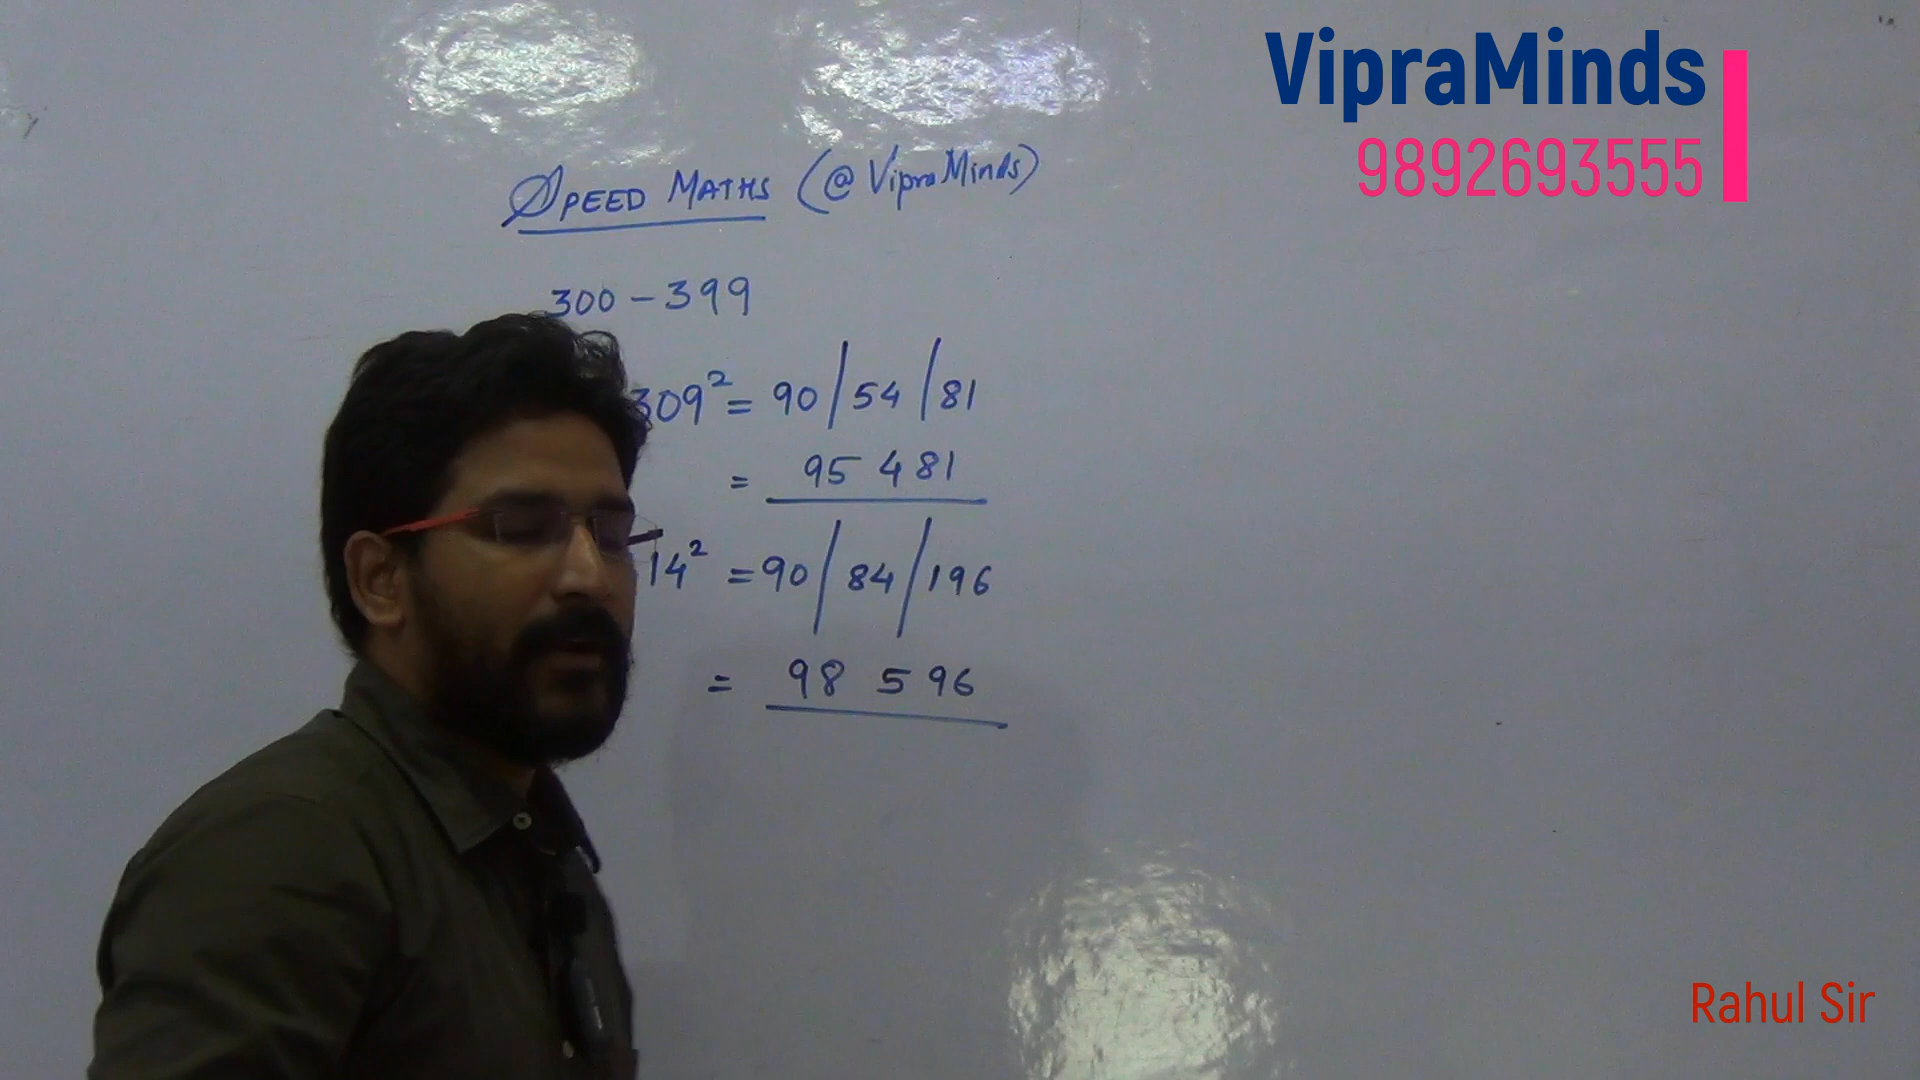 VipraMinds
9892693555
SPEED MATHS (@ VipraMinds)
300 - 399
309² = 90/54/81
= 95 481
14² = 90/84/196
= 98 596
Rahul Sir